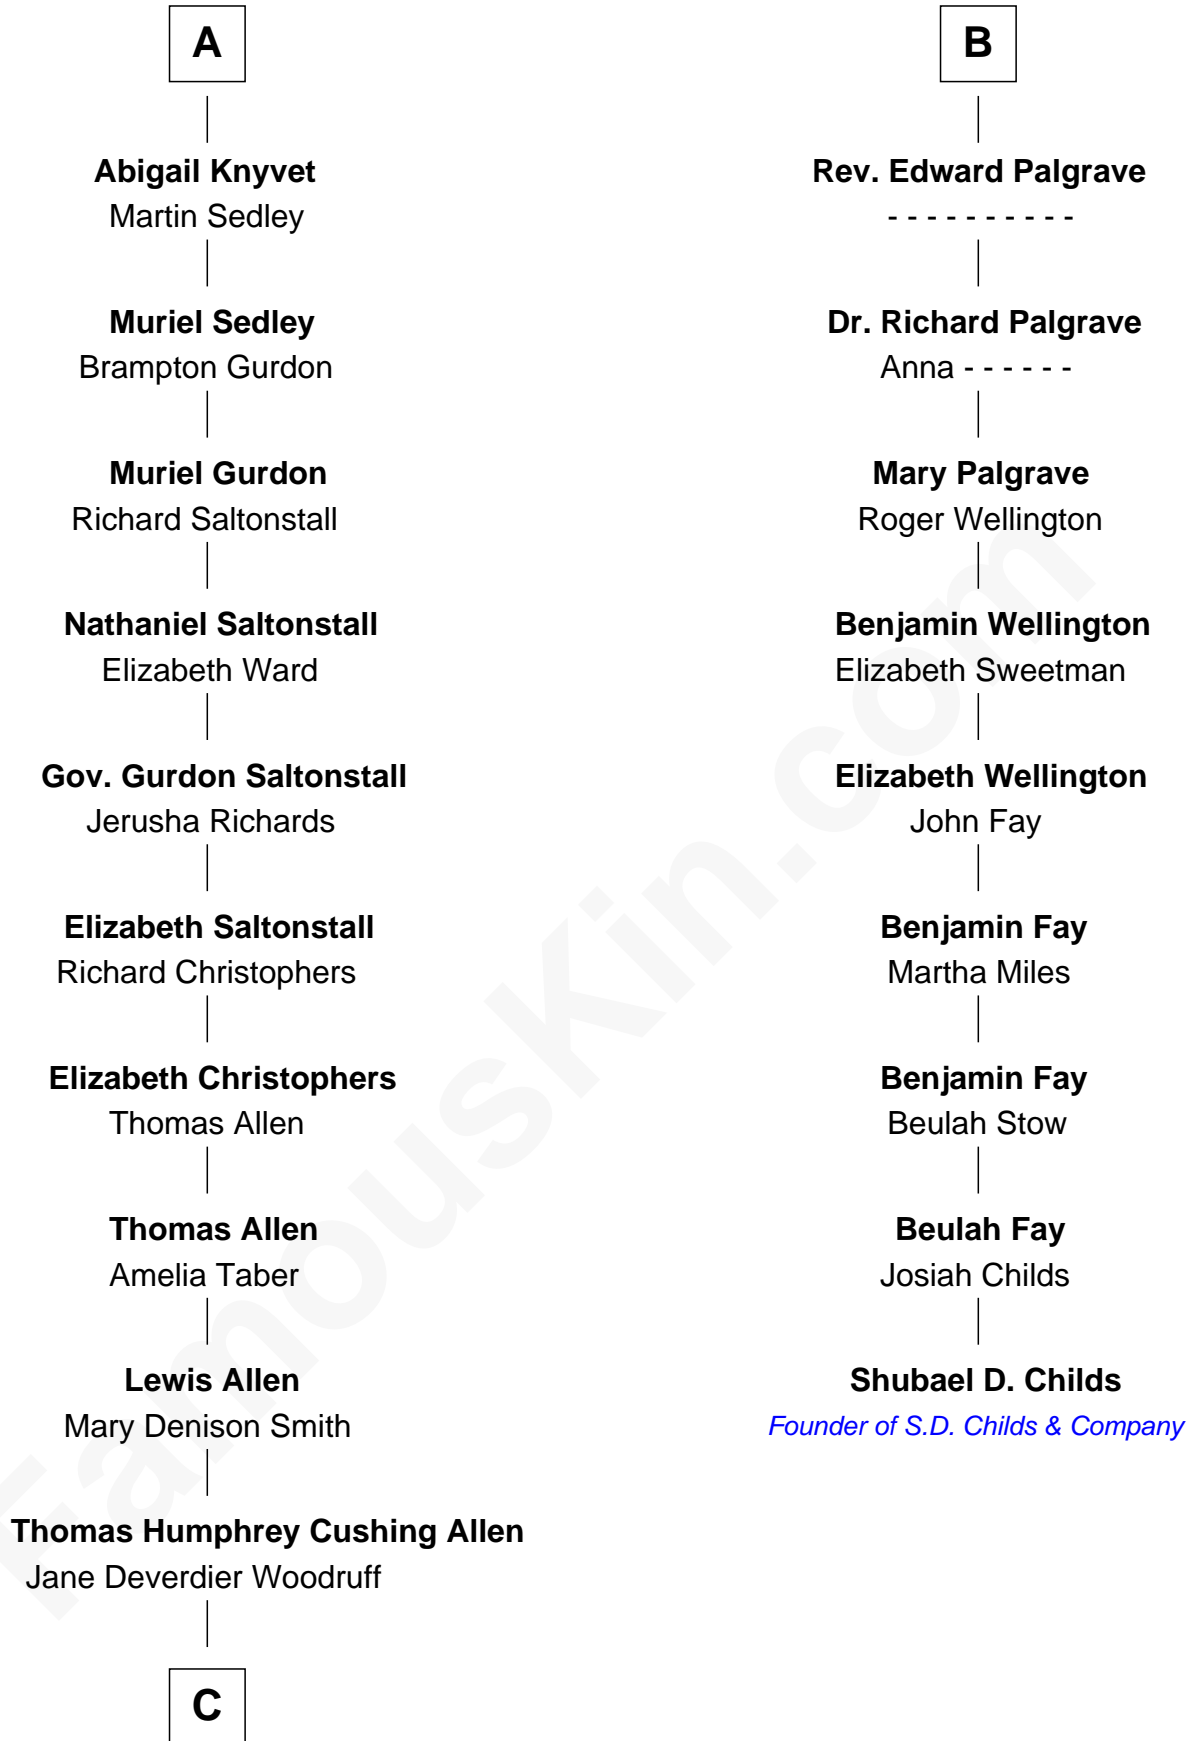 A
Abigail Knyvet
Martin Sedley
Muriel Sedley
Brampton Gurdon
Muriel Gurdon
Richard Saltonstall
Nathaniel Saltonstall
Elizabeth Ward
Gov. Gurdon Saltonstall
Jerusha Richards
Elizabeth Saltonstall
Richard Christophers
Elizabeth Christophers
Thomas Allen
Thomas Allen
Amelia Taber
Lewis Allen
Mary Denison Smith
Thomas Humphrey Cushing Allen
Jane Deverdier Woodruff
C
B
Rev. Edward Palgrave
- - - - - - - - - -
Dr. Richard Palgrave
Anna - - - - - -
Mary Palgrave
Roger Wellington
Benjamin Wellington
Elizabeth Sweetman
Elizabeth Wellington
John Fay
Benjamin Fay
Martha Miles
Benjamin Fay
Beulah Stow
Beulah Fay
Josiah Childs
Shubael D. Childs
Founder of S.D. Childs & Company
FamousKin.com